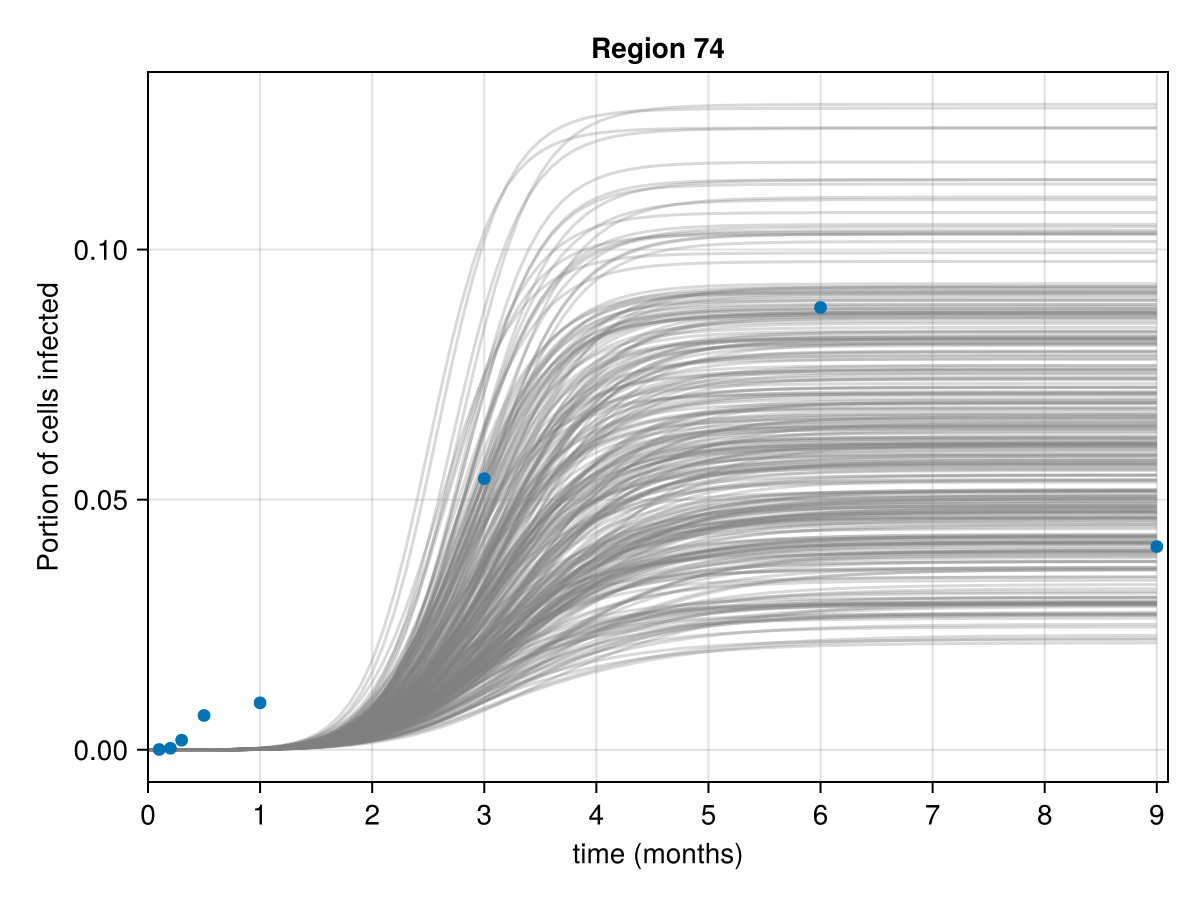 Region 74
Portion of cells infected
0.10
0.05
0.00
0 1 2 3 4 5 6 7 8 9
time (months)